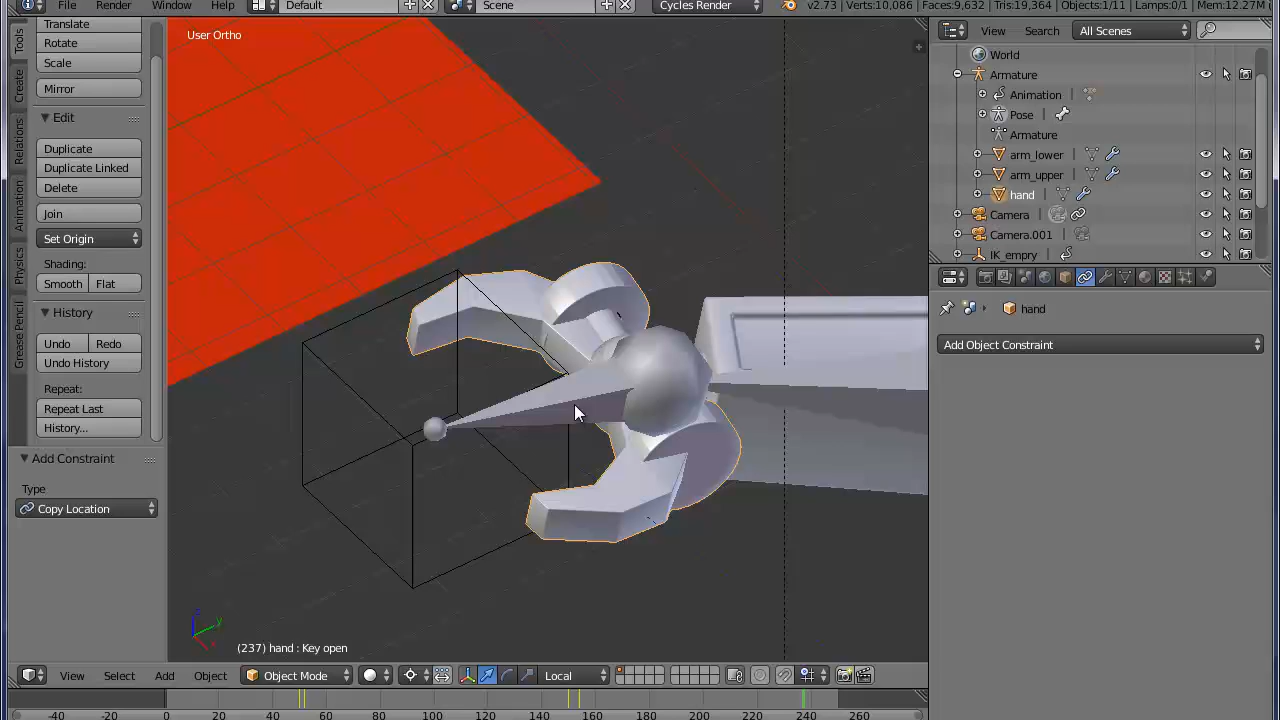 File Render Window Help Default Scene Cycles Render v2.73 | Verts:10,086 | Faces:9,632 | Tris:19,364 | Objects:1/11 | Lamps:0/1 | Mem:12.27M
Tools
Create
Relations
Animation
Physics
Grease Pencil
Translate
Rotate
Scale
Mirror
Edit
Duplicate
Duplicate Linked
Delete
Join
Set Origin
Shading:
Smooth Flat
History
Undo Redo
Undo History
Repeat:
Repeat Last
History...
Add Constraint
Type
Copy Location
User Ortho
z
y
x
(237) hand : Key open
View Search All Scenes
World
Armature
Animation
Pose
Armature
arm_lower
arm_upper
hand
Camera
Camera.001
IK_empry
hand
Add Object Constraint
View Select Add Object Object Mode Local
-40 -20 0 20 40 60 80 100 120 140 160 180 200 220 240 260